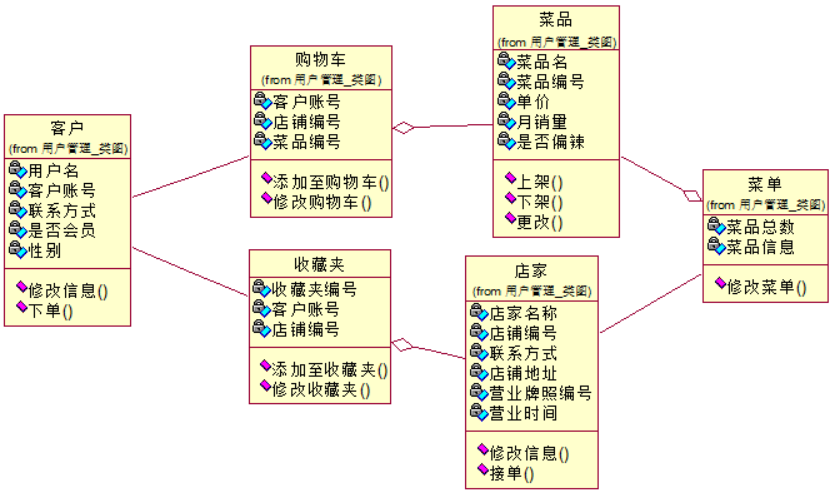 客户
(from 用户管理_类图)
用户名
客户账号
联系方式
是否会员
性别
修改信息()
下单()
购物车
(from 用户管理_类图)
客户账号
店铺编号
菜品编号
添加至购物车()
修改购物车()
收藏夹
(from 用户管理_类图)
收藏夹编号
客户账号
店铺编号
添加至收藏夹()
修改收藏夹()
菜品
(from 用户管理_类图)
菜品名
菜品编号
单价
月销量
是否偏辣
上架()
下架()
更改()
店家
(from 用户管理_类图)
店家名称
店铺编号
联系方式
店铺地址
营业牌照编号
营业时间
修改信息()
接单()
菜单
(from 用户管理_类图)
菜品总数
菜品信息
修改菜单()